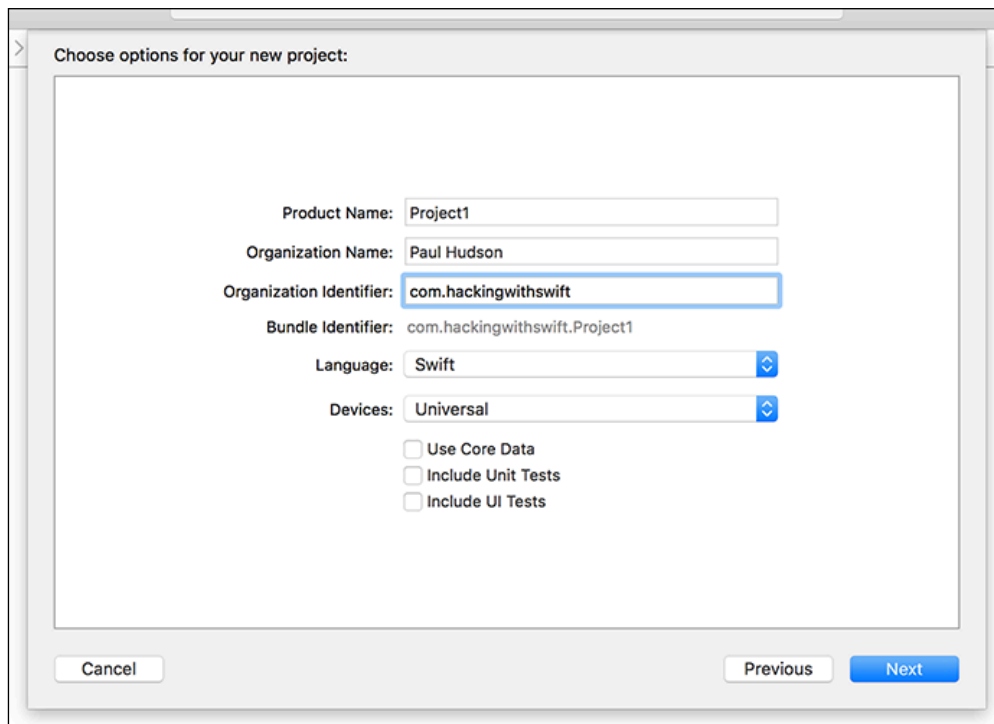 Choose options for your new project:
Product Name: Project1
Organization Name: Paul Hudson
Organization Identifier: com.hackingwithswift
Bundle Identifier: com.hackingwithswift.Project1
Language: Swift
Devices: Universal
Use Core Data
Include Unit Tests
Include UI Tests
Cancel Previous Next